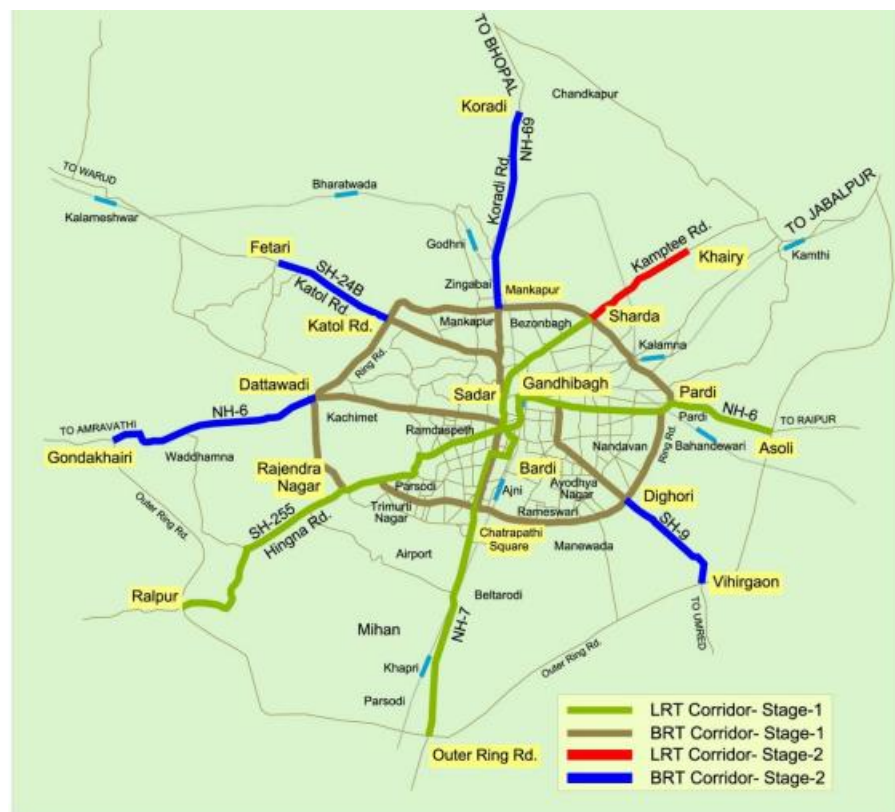 TO BHOPAL
Koradi
NH-69
Koradi Rd.
Chandkapur
TO WARUD
Kalameshwar
Bharatwada
Godhni
TO JABALPUR
Kamptee Rd.
Khairy
Kamthi
Fetari
SH-24B
Katol Rd.
Katol Rd.
Zingabai
Mankapur
Mankapur
Bezonbagh
Sharda
Kalamna
Ring Rd.
Dattawadi
Sadar
Gandhibagh
Pardi
NH-6
Kachimet
Pardi
NH-6
TO RAIPUR
TO AMRAVATHI
Gondakhairi
Waddhamna
Ramdaspeth
Nandavan
Ring Rd.
Bahandewari
Asoli
Rajendra
Nagar
Parsodi
Bardi
Ajni
Ayodhya
Nagar
Dighori
Outer Ring Rd.
SH-255
Hingna Rd.
Trimurti
Nagar
Rameswari
Chatrapathi
Square
Manewada
SH-9
Airport
Vihirgaon
Ralpur
Beltarodi
NH-7
Mihan
TO UMRED
Khapri
Outer Ring Rd.
Parsodi
Outer Ring Rd.
LRT Corridor- Stage-1
BRT Corridor- Stage-1
LRT Corridor- Stage-2
BRT Corridor- Stage-2